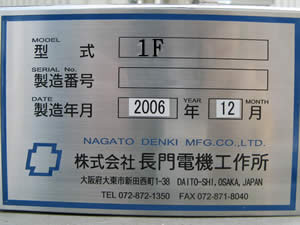 MODEL
型式 1F
SERIAL No.
製造番号
DATE YEAR MONTH
製造年月 2006 年 12 月
NAGATO DENKI MFG.CO.,LTD.
株式会社 長門電機工作所
大阪府大東市新田西町1-38 DAITO-SHI,OSAKA,JAPAN
TEL 072-872-1350 FAX 072-871-8040